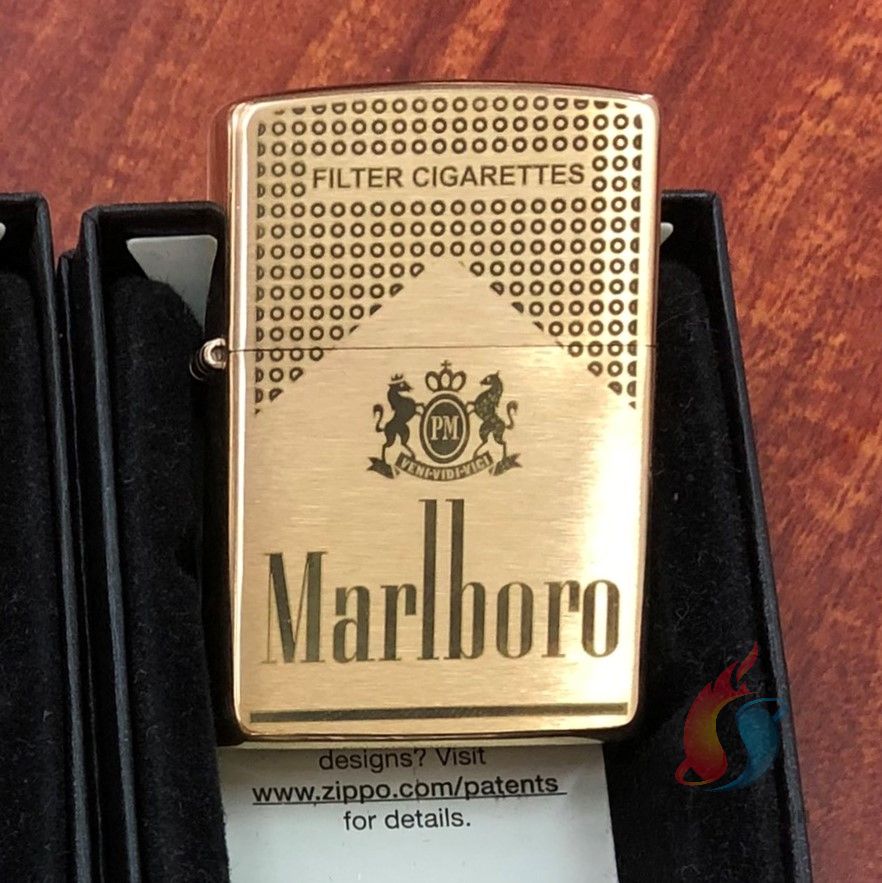 FILTER CIGARETTES
PM
VENI·VIDI·VICI
Marlboro
designs? Visit
www.zippo.com/patents
for details.